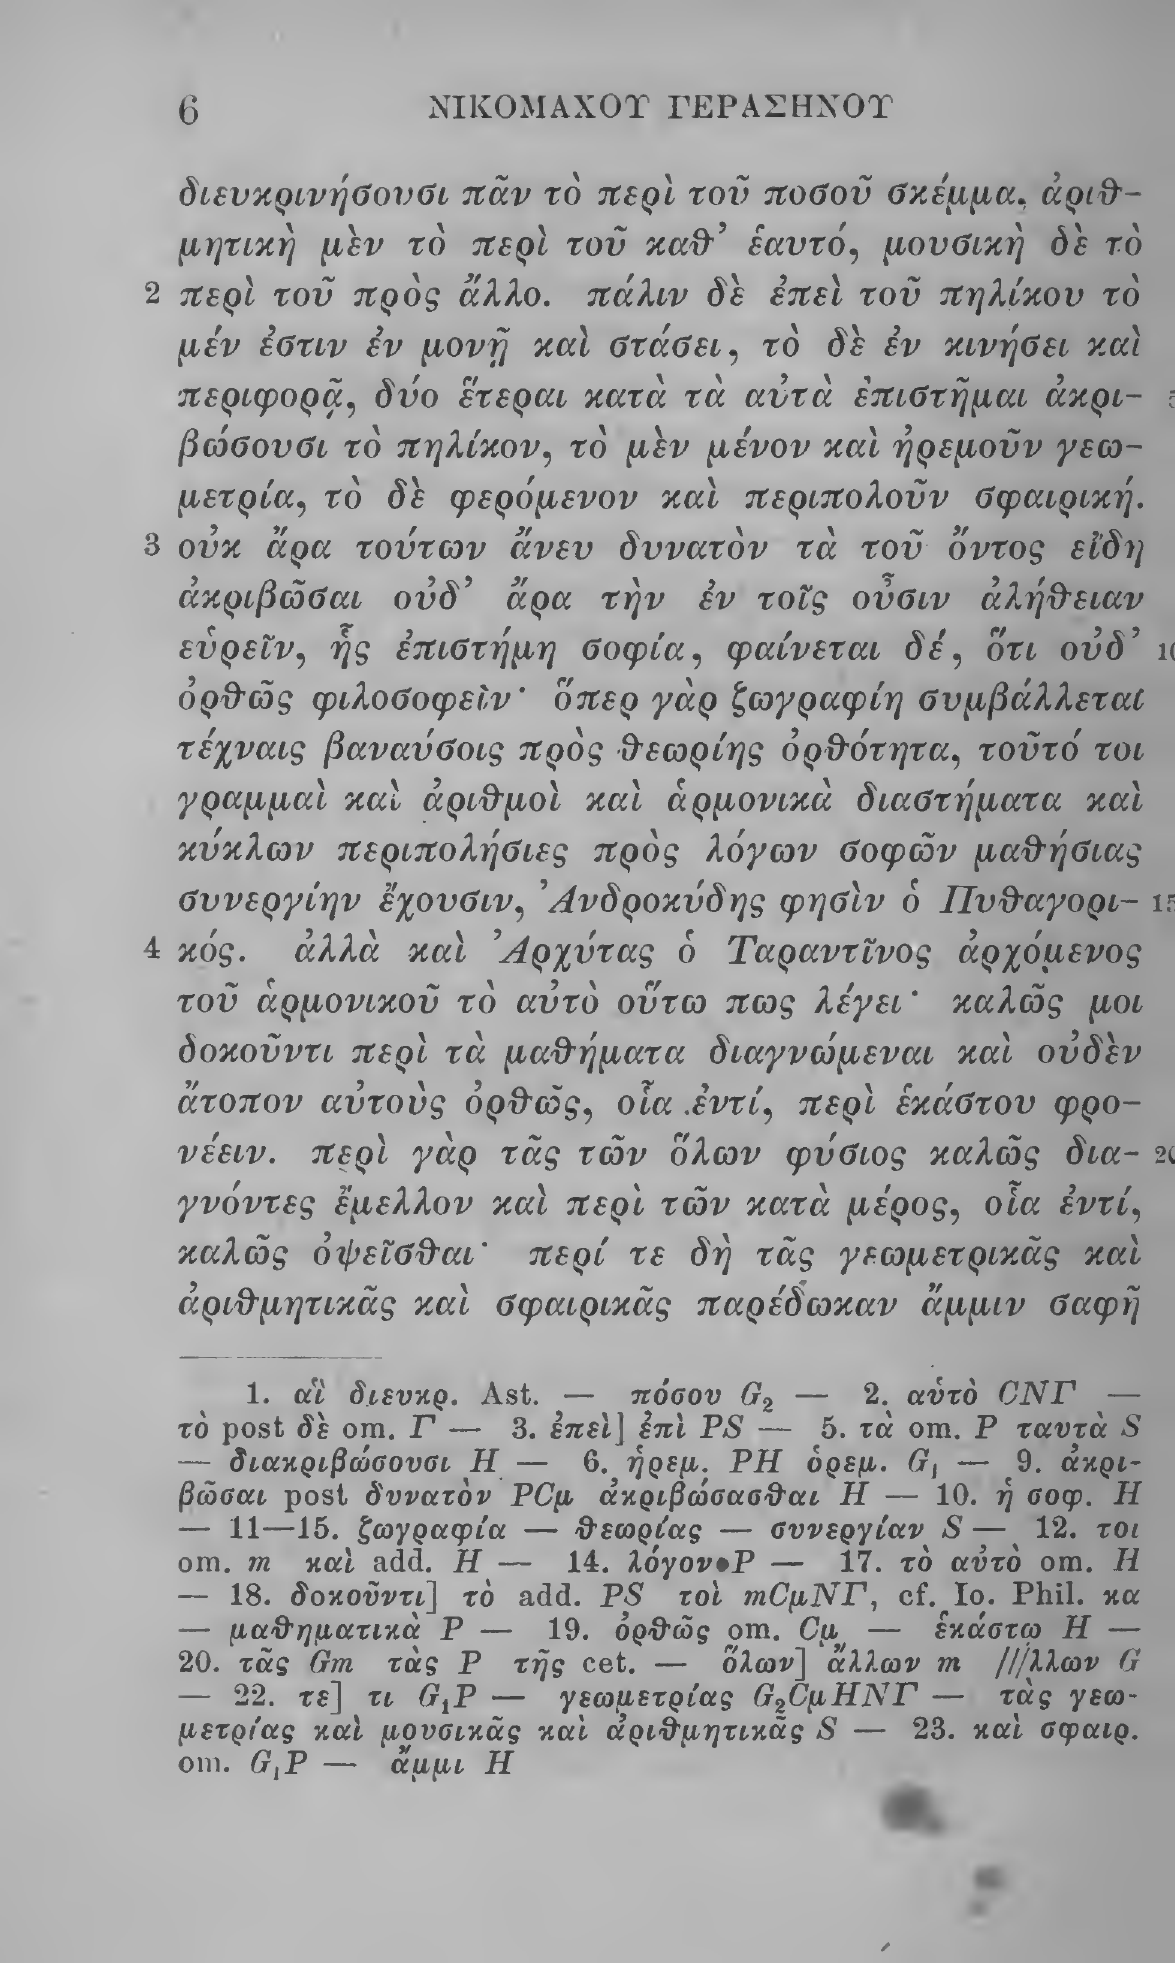 6 ΝΙΚΟΜΑΧΟΥ ΓΕΡΑΣΗΝΟΥ
διευκρινήσουσι πᾶν τὸ περὶ τοῦ ποσοῦ σκέμμα, ἀριθ-
μητικὴ μὲν τὸ περὶ τοῦ καθ’ ἑαυτό, μουσικὴ δὲ τὸ
2 περὶ τοῦ πρὸς ἄλλο. πάλιν δὲ ἐπεὶ τοῦ πηλίκου τὸ
μέν ἐστιν ἐν μονῇ καὶ στάσει, τὸ δὲ ἐν κινήσει καὶ
περιφορᾷ, δύο ἕτεραι κατὰ τὰ αὐτὰ ἐπιστῆμαι ἀκρι- 5
βώσουσι τὸ πηλίκον, τὸ μὲν μένον καὶ ἠρεμοῦν γεω-
μετρία, τὸ δὲ φερόμενον καὶ περιπολοῦν σφαιρική.
3 οὐκ ἄρα τούτων ἄνευ δυνατὸν τὰ τοῦ ὄντος εἴδη
ἀκριβῶσαι οὐδ’ ἄρα τὴν ἐν τοῖς οὖσιν ἀλήθειαν
εὑρεῖν, ἧς ἐπιστήμη σοφία, φαίνεται δέ, ὅτι οὐδ’ 10
ὀρθῶς φιλοσοφεῖν· ὅπερ γὰρ ζωγραφίη συμβάλλεται
τέχναις βαναύσοις πρὸς θεωρίης ὀρθότητα, τοῦτό τοι
γραμμαὶ καὶ ἀριθμοὶ καὶ ἁρμονικὰ διαστήματα καὶ
κύκλων περιπολήσιες πρὸς λόγων σοφῶν μαθήσιας
συνεργίην ἔχουσιν, Ἀνδροκύδης φησὶν ὁ Πυθαγορι- 15
4 κός. ἀλλὰ καὶ Ἀρχύτας ὁ Ταραντῖνος ἀρχόμενος
τοῦ ἁρμονικοῦ τὸ αὐτὸ οὕτω πως λέγει· καλῶς μοι
δοκοῦντι περὶ τὰ μαθήματα διαγνώμεναι καὶ οὐδὲν
ἄτοπον αὐτοὺς ὀρθῶς, οἷα ἐντί, περὶ ἑκάστου φρο-
νέειν. περὶ γὰρ τᾶς τῶν ὅλων φύσιος καλῶς δια- 20
γνόντες ἔμελλον καὶ περὶ τῶν κατὰ μέρος, οἷα ἐντί,
καλῶς ὀψεῖσθαι· περί τε δὴ τᾶς γεωμετρικᾶς καὶ
ἀριθμητικᾶς καὶ σφαιρικᾶς παρέδωκαν ἄμμιν σαφῆ
1. αἳ διευκρ. Ast. — πόσου G₂ — 2. αὑτὸ CNΓ —
τὸ post δὲ om. Γ — 3. ἐπεὶ] ἐπὶ PS — 5. τὰ om. P ταυτὰ S
— διακριβώσουσι H — 6. ἡρεμ. PH ὀρεμ. G₁ — 9. ἀκρι-
βῶσαι post δυνατὸν PCμ ἀκριβώσασθαι H — 10. ἡ σοφ. H
— 11—15. ζωγραφία — θεωρίας — συνεργίαν S — 12. τοι
om. m καὶ add. H — 14. λόγον P — 17. τὸ αὐτὸ om. H
— 18. δοκοῦντι] τὸ add. PS τοὶ mCμNΓ, cf. Io. Phil. κα
— μαθηματικὰ P — 19. ὀρθῶς om. Cμ — ἑκάστῳ H —
20. τᾶς Gm τὰς P τῆς cet. — ὅλων] ἄλλων m ///λλων G
— 22. τε] τι G₁P — γεωμετρίας G₂CμHNΓ — τὰς γεω-
μετρίας καὶ μουσικᾶς καὶ ἀριθμητικᾶς S — 23. καὶ σφαιρ.
om. G₁P — ἄμμι H